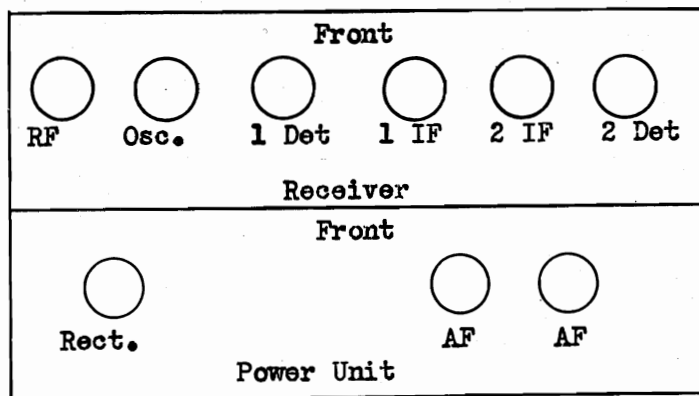 Front
RF Osc. 1 Det 1 IF 2 IF 2 Det
Receiver
Front
Rect. AF AF
Power Unit